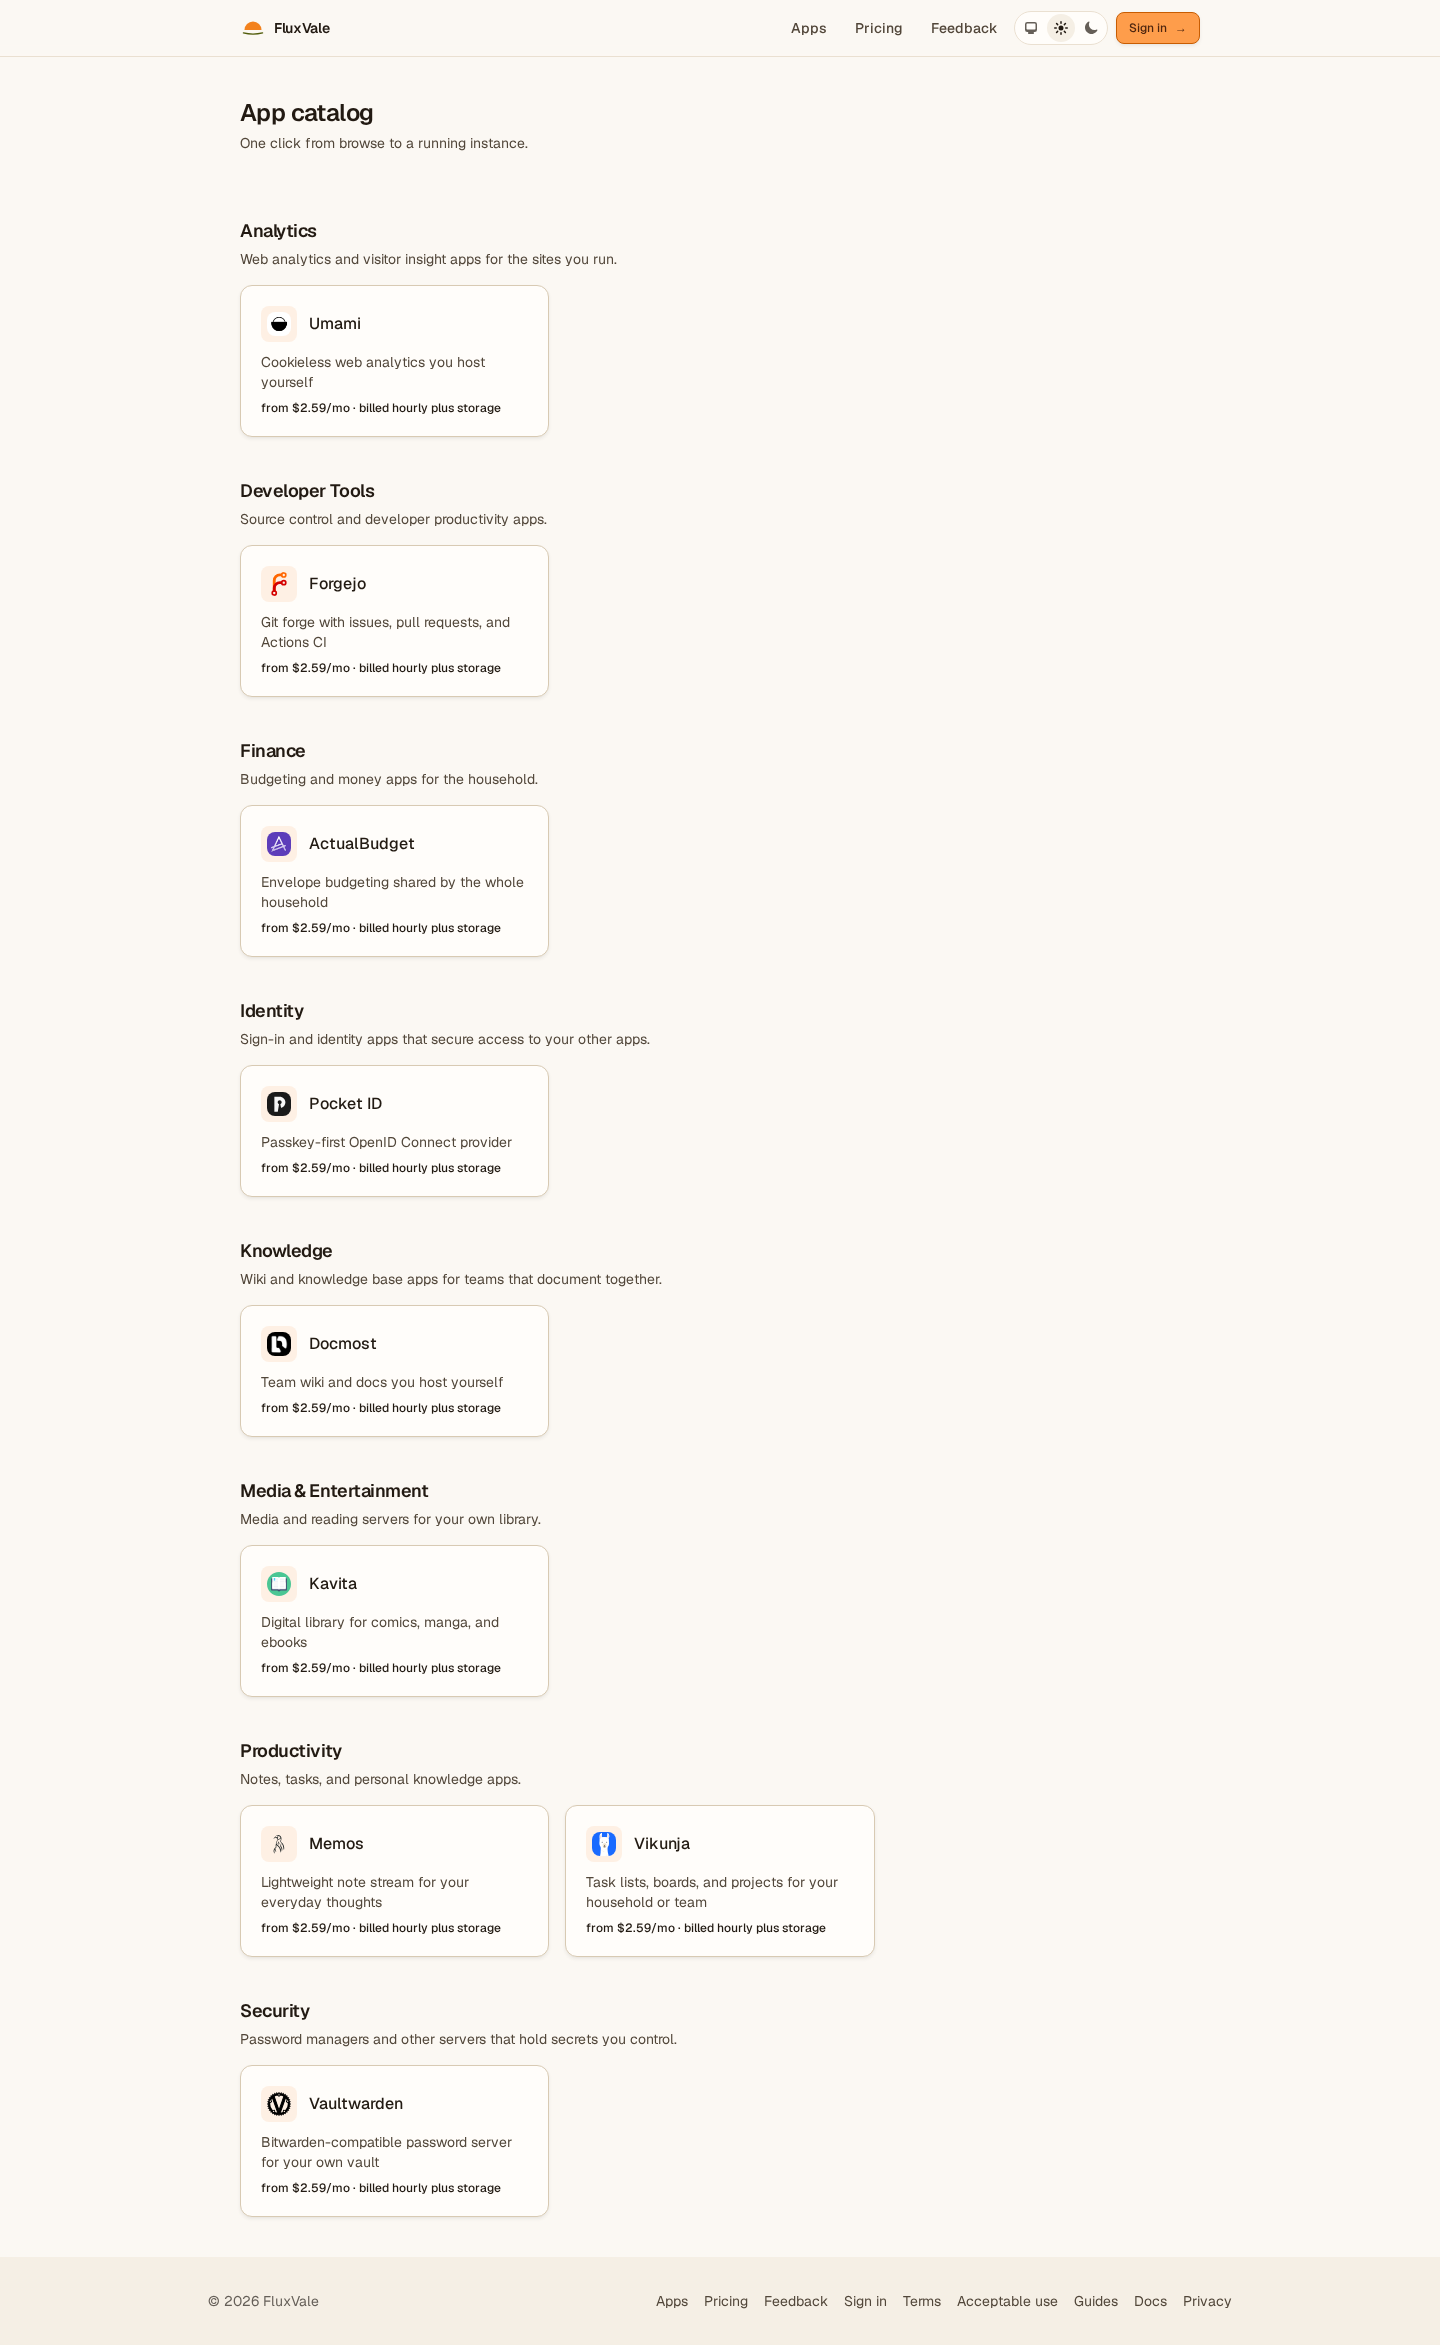 FluxVale
Apps
Pricing
Feedback
Sign in →
App catalog
One click from browse to a running instance.
Analytics
Web analytics and visitor insight apps for the sites you run.
Umami
Cookieless web analytics you host
yourself
from $2.59/mo · billed hourly plus storage
Developer Tools
Source control and developer productivity apps.
Forgejo
Git forge with issues, pull requests, and
Actions CI
from $2.59/mo · billed hourly plus storage
Finance
Budgeting and money apps for the household.
ActualBudget
Envelope budgeting shared by the whole
household
from $2.59/mo · billed hourly plus storage
Identity
Sign-in and identity apps that secure access to your other apps.
Pocket ID
Passkey-first OpenID Connect provider
from $2.59/mo · billed hourly plus storage
Knowledge
Wiki and knowledge base apps for teams that document together.
Docmost
Team wiki and docs you host yourself
from $2.59/mo · billed hourly plus storage
Media & Entertainment
Media and reading servers for your own library.
Kavita
Digital library for comics, manga, and
ebooks
from $2.59/mo · billed hourly plus storage
Productivity
Notes, tasks, and personal knowledge apps.
Memos
Lightweight note stream for your
everyday thoughts
from $2.59/mo · billed hourly plus storage
Vikunja
Task lists, boards, and projects for your
household or team
from $2.59/mo · billed hourly plus storage
Security
Password managers and other servers that hold secrets you control.
Vaultwarden
Bitwarden-compatible password server
for your own vault
from $2.59/mo · billed hourly plus storage
© 2026 FluxVale
Apps
Pricing
Feedback
Sign in
Terms
Acceptable use
Guides
Docs
Privacy